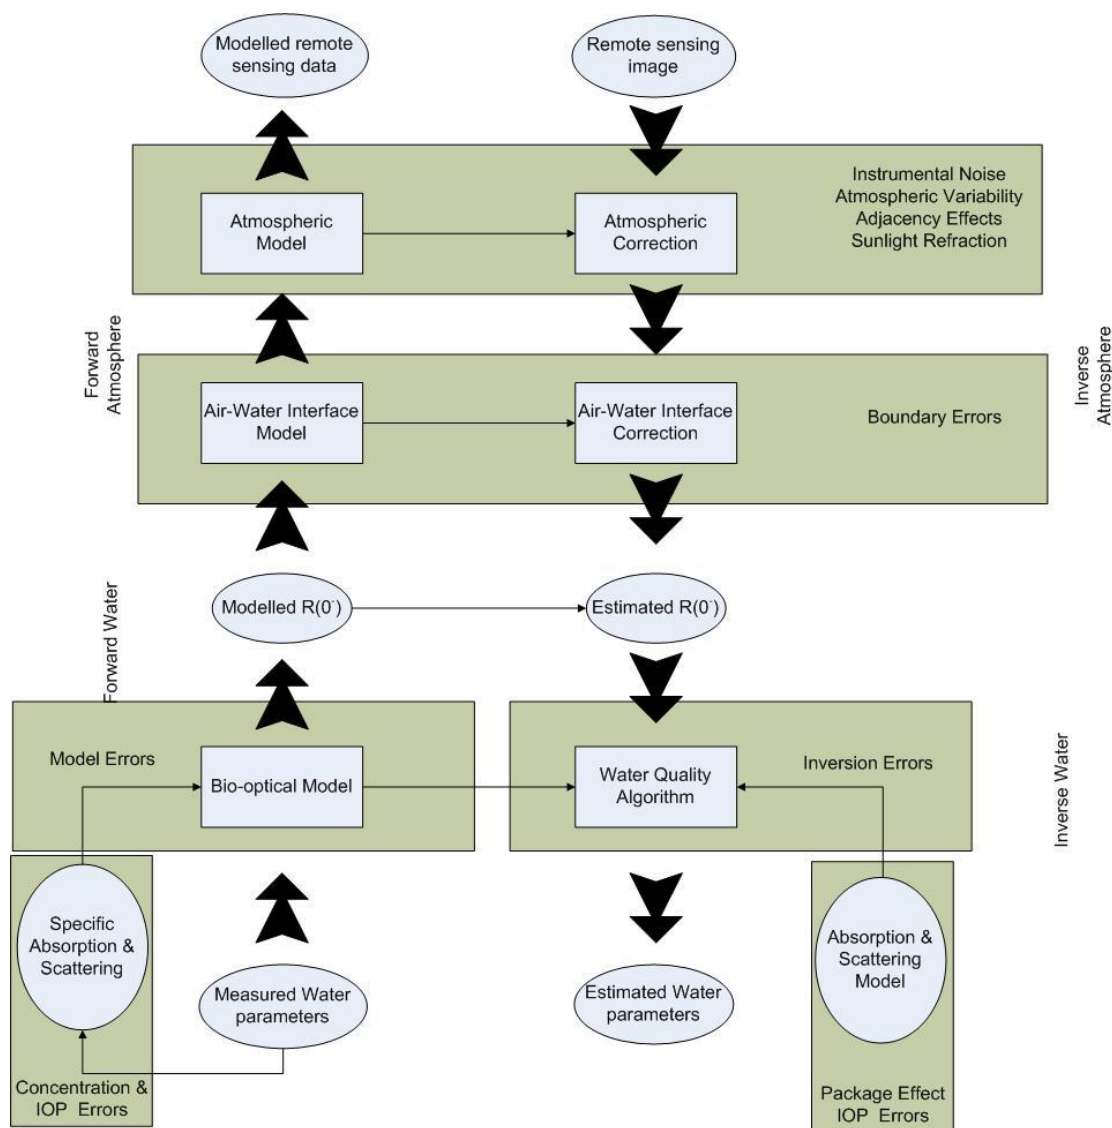 Modelled remote
sensing data
Remote sensing
image
Instrumental Noise
Atmospheric Variability
Adjacency Effects
Sunlight Refraction
Atmospheric
Model
Atmospheric
Correction
Forward
Atmosphere
Inverse
Atmosphere
Air-Water Interface
Model
Air-Water Interface
Correction
Boundary Errors
Modelled R(0⁻)
Estimated R(0⁻)
Forward Water
Model Errors
Bio-optical Model
Water Quality
Algorithm
Inversion Errors
Inverse Water
Specific
Absorption &
Scattering
Measured Water
parameters
Estimated Water
parameters
Absorption &
Scattering
Model
Concentration &
IOP Errors
Package Effect
IOP Errors